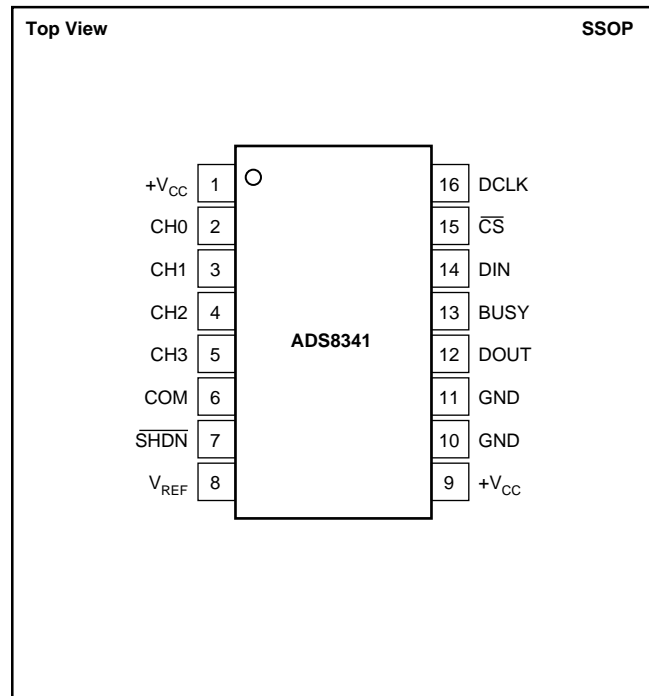 Top View SSOP
+VCC 1 16 DCLK
CH0 2 15 CS
CH1 3 14 DIN
CH2 4 13 BUSY
ADS8341
CH3 5 12 DOUT
COM 6 11 GND
SHDN 7 10 GND
VREF 8 9 +VCC